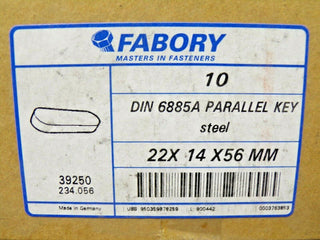 FABORY
MASTERS IN FASTENERS
10
DIN 6885A PARALLEL KEY
steel
22X 14 X56 MM
39250
234.056
Made in Germany
L 800442